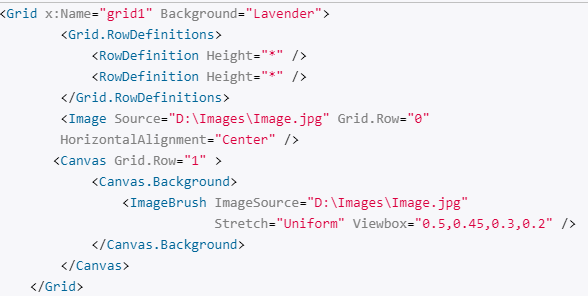 <Grid x:Name="grid1" Background="Lavender">
<Grid.RowDefinitions>
<RowDefinition Height="*" />
<RowDefinition Height="*" />
</Grid.RowDefinitions>
<Image Source="D:\Images\Image.jpg" Grid.Row="0"
HorizontalAlignment="Center" />
<Canvas Grid.Row="1" >
<Canvas.Background>
<ImageBrush ImageSource="D:\Images\Image.jpg"
Stretch="Uniform" Viewbox="0.5,0.45,0.3,0.2" />
</Canvas.Background>
</Canvas>
</Grid>